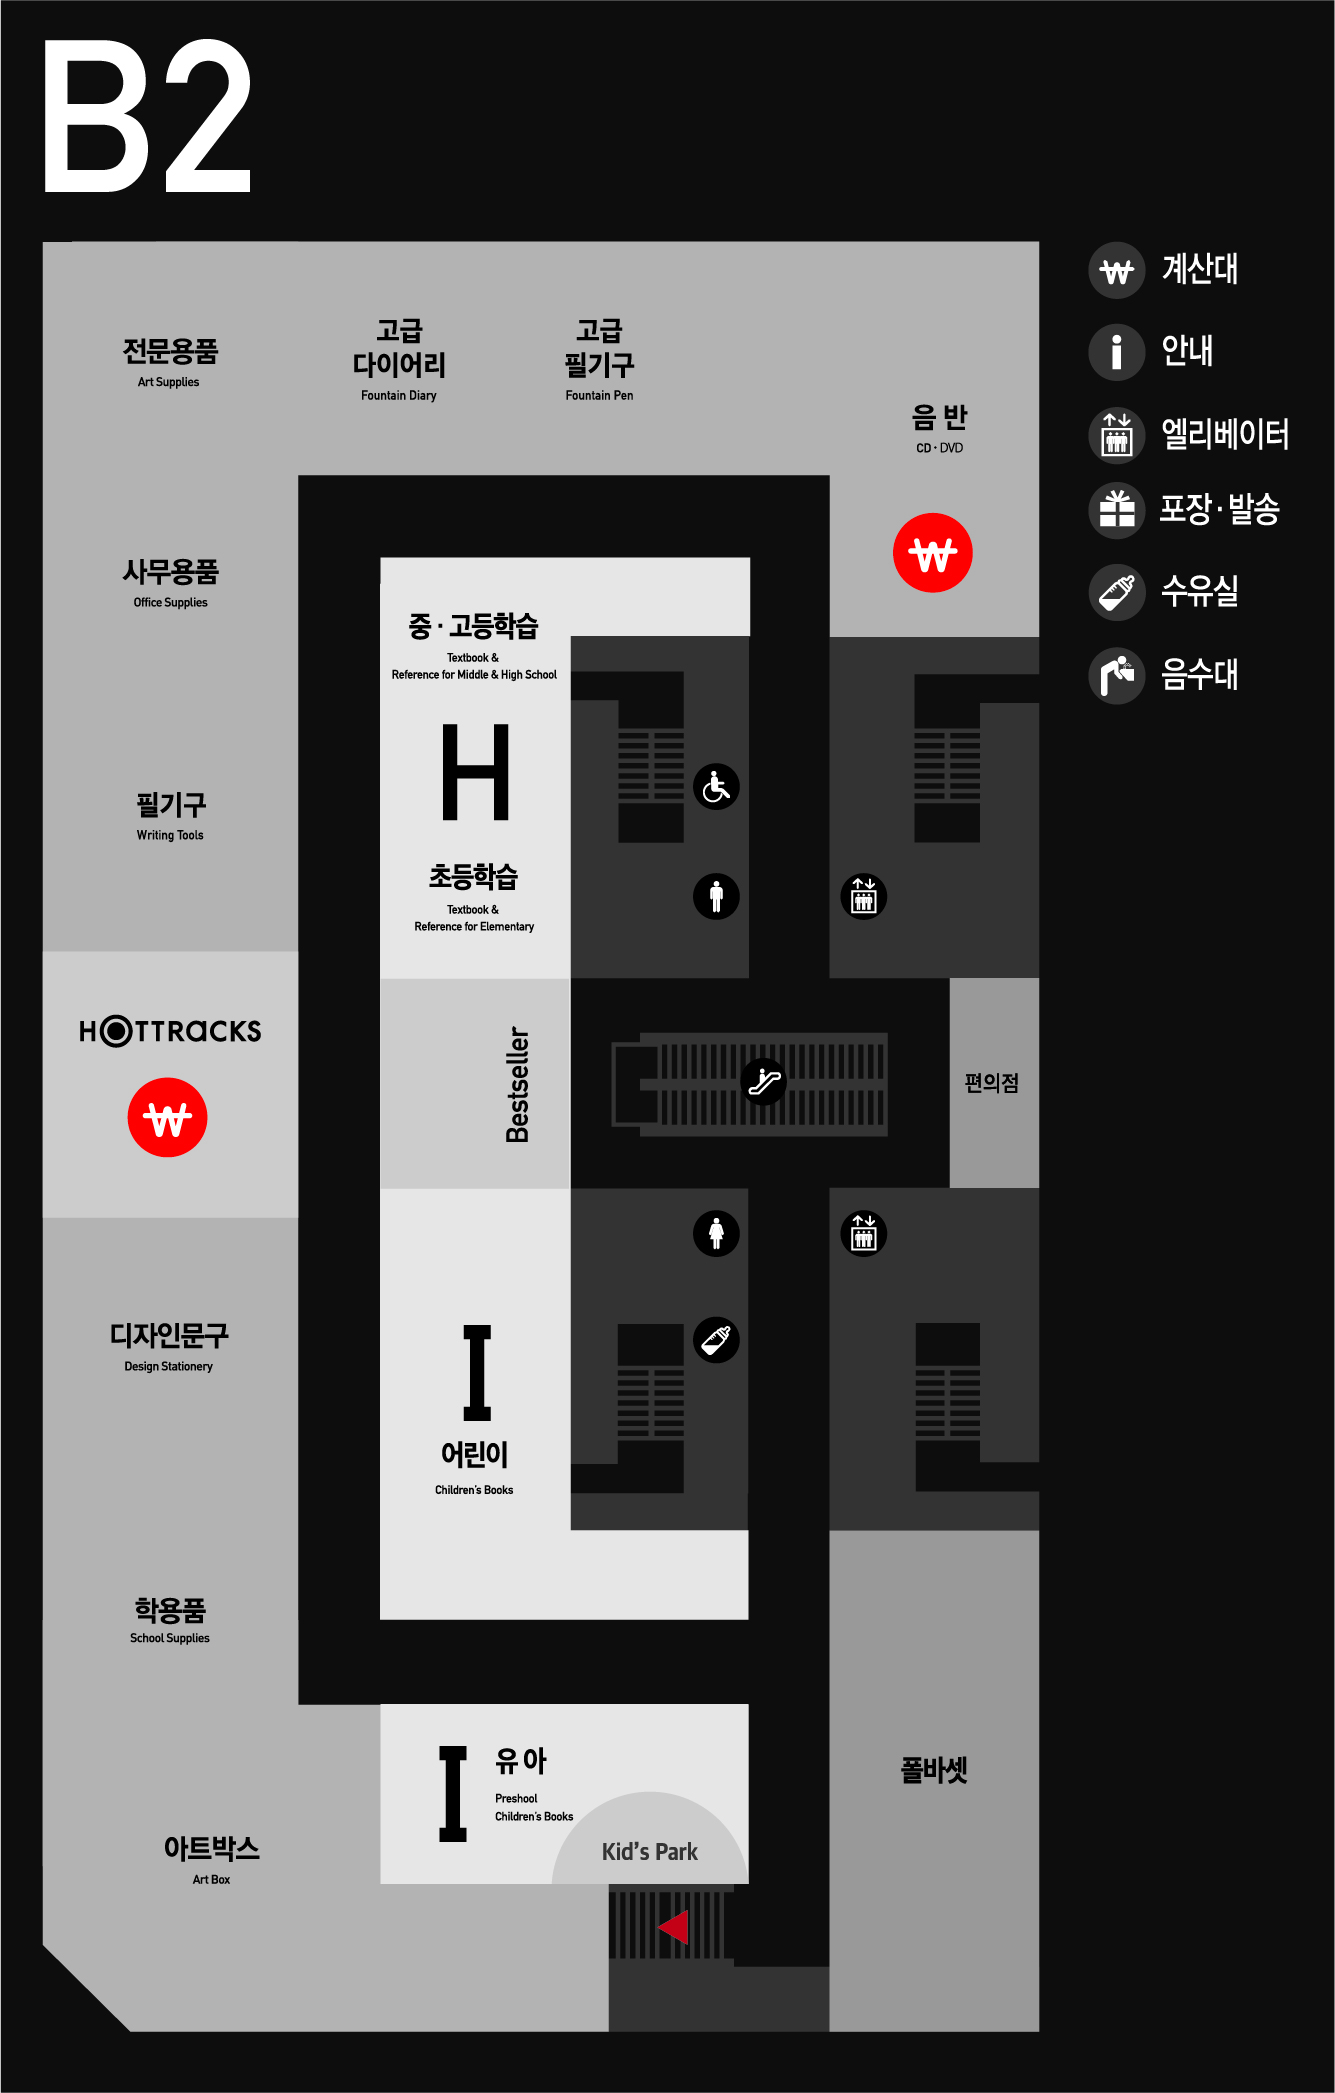 B2
계산대
안내
엘리베이터
포장·발송
수유실
음수대
전문용품
Art Supplies
고급
다이어리
Fountain Diary
고급
필기구
Fountain Pen
음 반
CD · DVD
₩
사무용품
Office Supplies
중 · 고등학습
Textbook &
Reference for Middle & High School
H
필기구
Writing Tools
초등학습
Textbook &
Reference for Elementary
HOTTRACKS
₩
Bestseller
편의점
디자인문구
Design Stationery
I
어린이
Children's Books
학용품
School Supplies
I
유 아
Preshool
Children's Books
Kid's Park
폴바셋
아트박스
Art Box